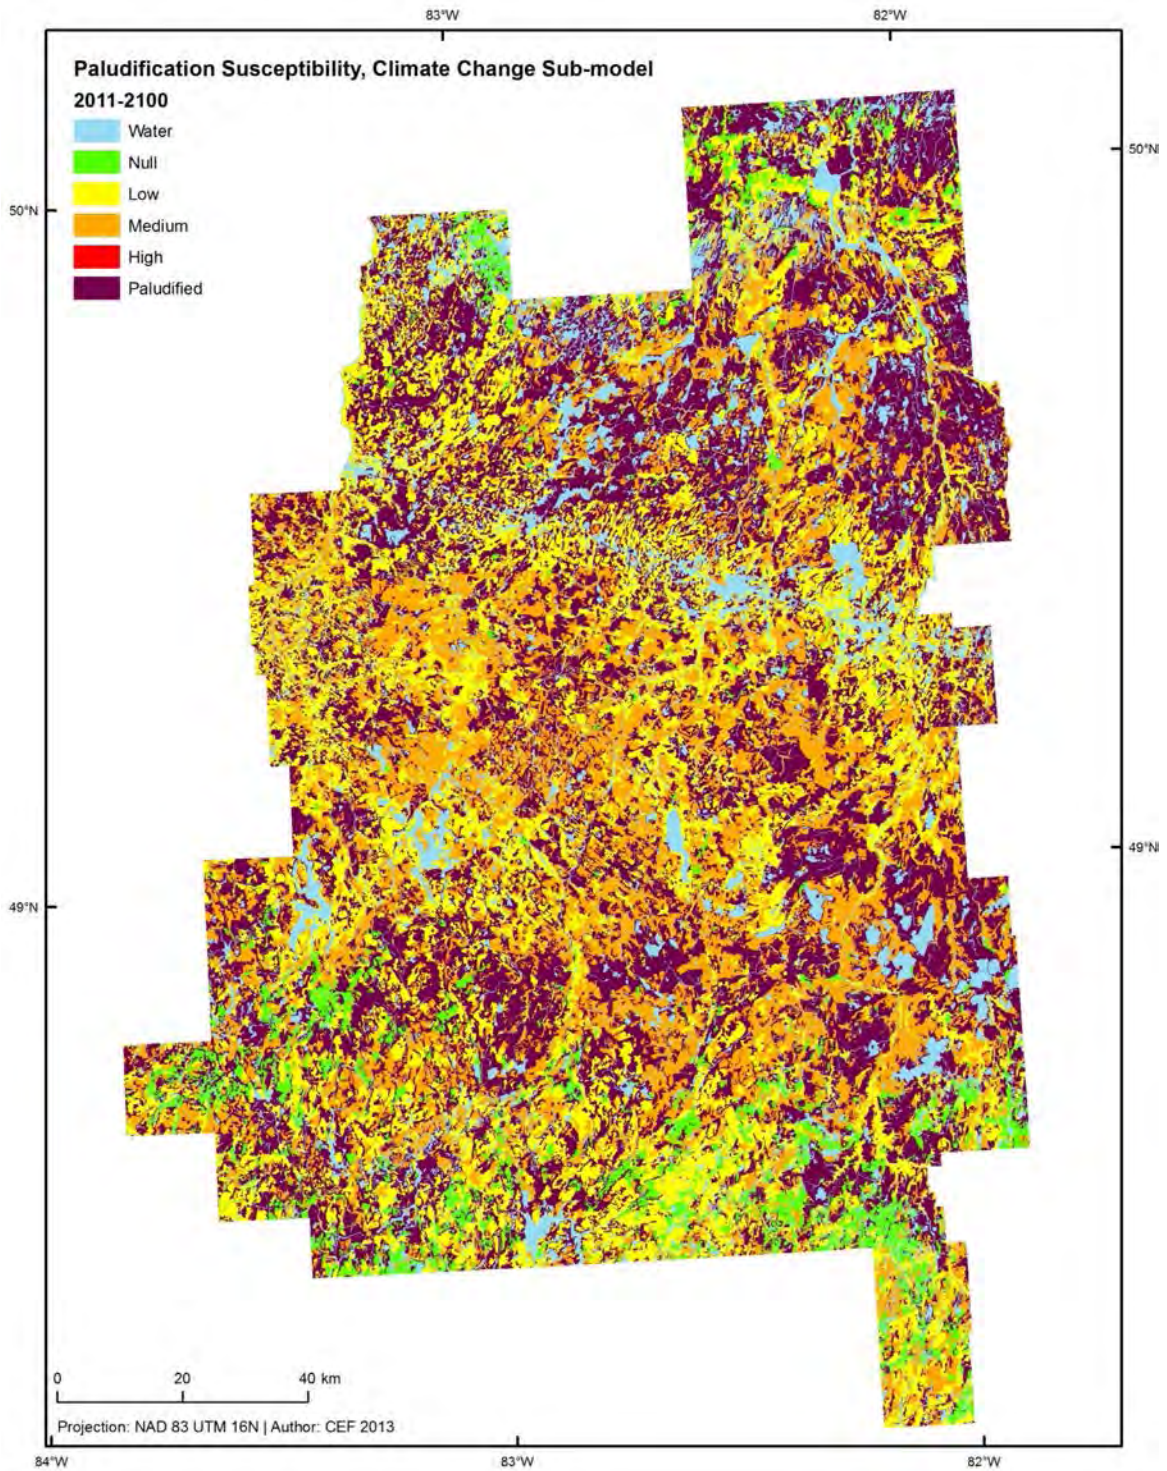 83°W
82°W
Paludification Susceptibility, Climate Change Sub-model
2011-2100
Water
Null
Low
Medium
High
Paludified
50°N
50°N
49°N
49°N
0 20 40 km
Projection: NAD 83 UTM 16N | Author: CEF 2013
84°W
83°W
82°W